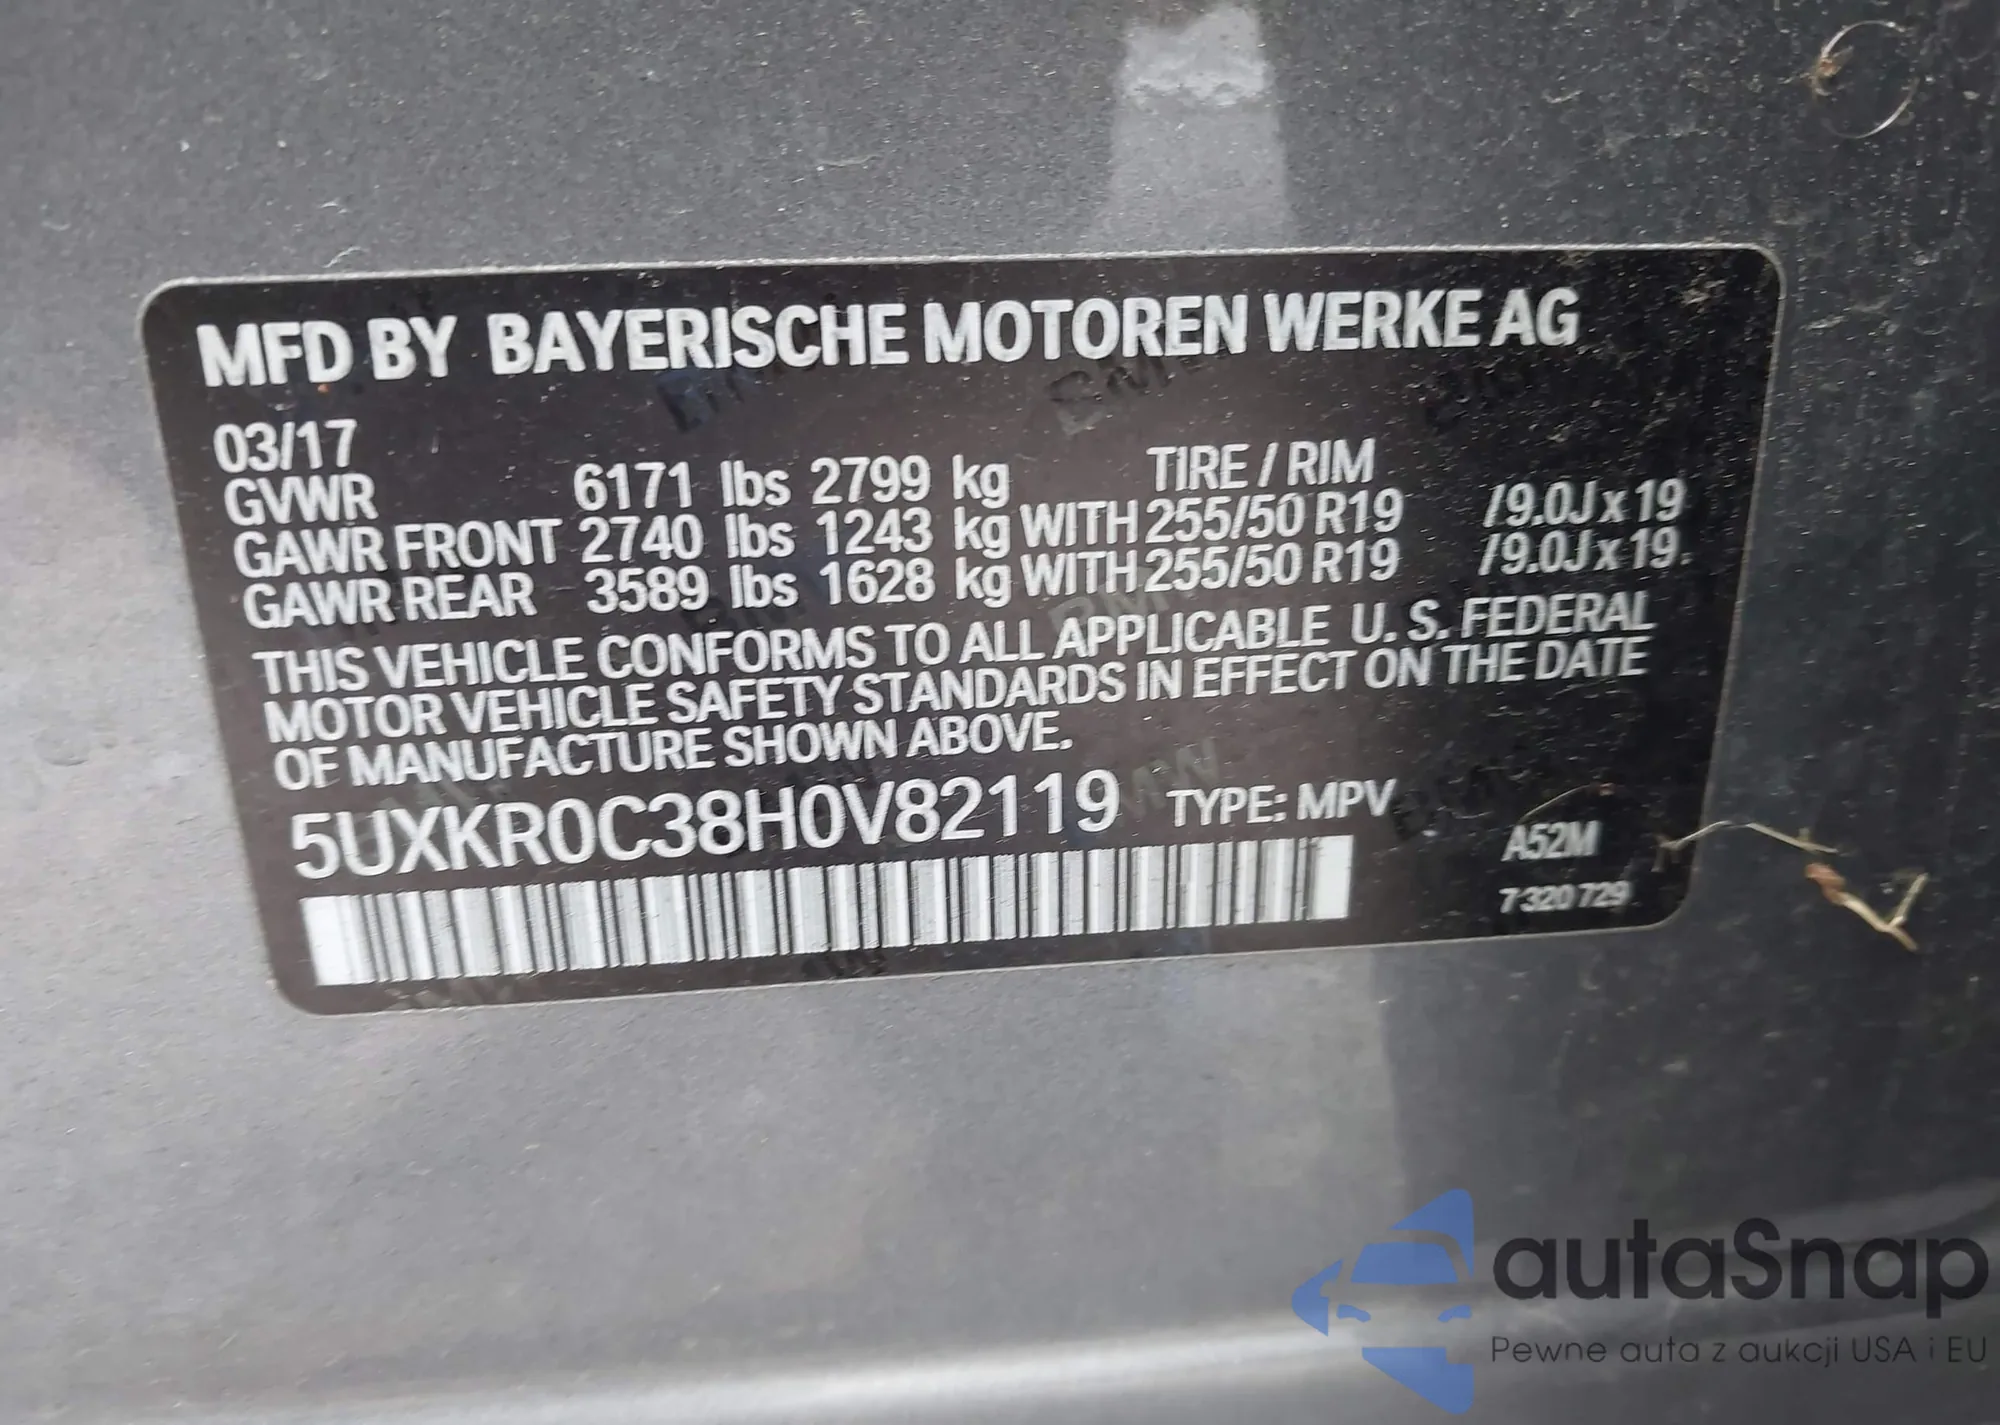 MFD BY BAYERISCHE MOTOREN WERKE AG
03/17
TIRE / RIM
GVWR 6171 lbs 2799 kg
GAWR FRONT 2740 lbs 1243 kg WITH 255/50 R19 /9.0J x 19
GAWR REAR 3589 lbs 1628 kg WITH 255/50 R19 /9.0J x 19
THIS VEHICLE CONFORMS TO ALL APPLICABLE U. S. FEDERAL
MOTOR VEHICLE SAFETY STANDARDS IN EFFECT ON THE DATE
OF MANUFACTURE SHOWN ABOVE.
5UXKR0C38H0V82119 TYPE: MPV
A52M
7 320 729
autaSnap
Pewne auta z aukcji USA i EU